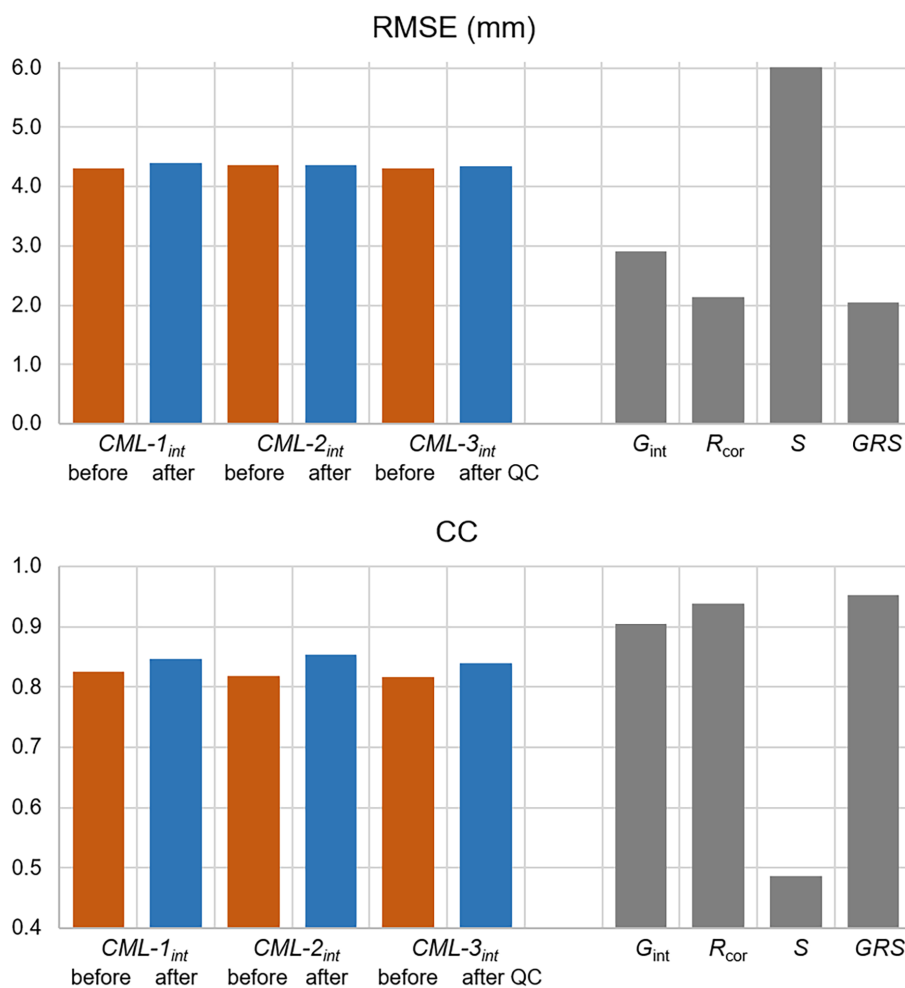 RMSE (mm)
6.0
5.0
4.0
3.0
2.0
1.0
0.0
CML-1int CML-2int CML-3int Gint Rcor S GRS
before after before after before after QC
CC
1.0
0.9
0.8
0.7
0.6
0.5
0.4
CML-1int CML-2int CML-3int Gint Rcor S GRS
before after before after before after QC